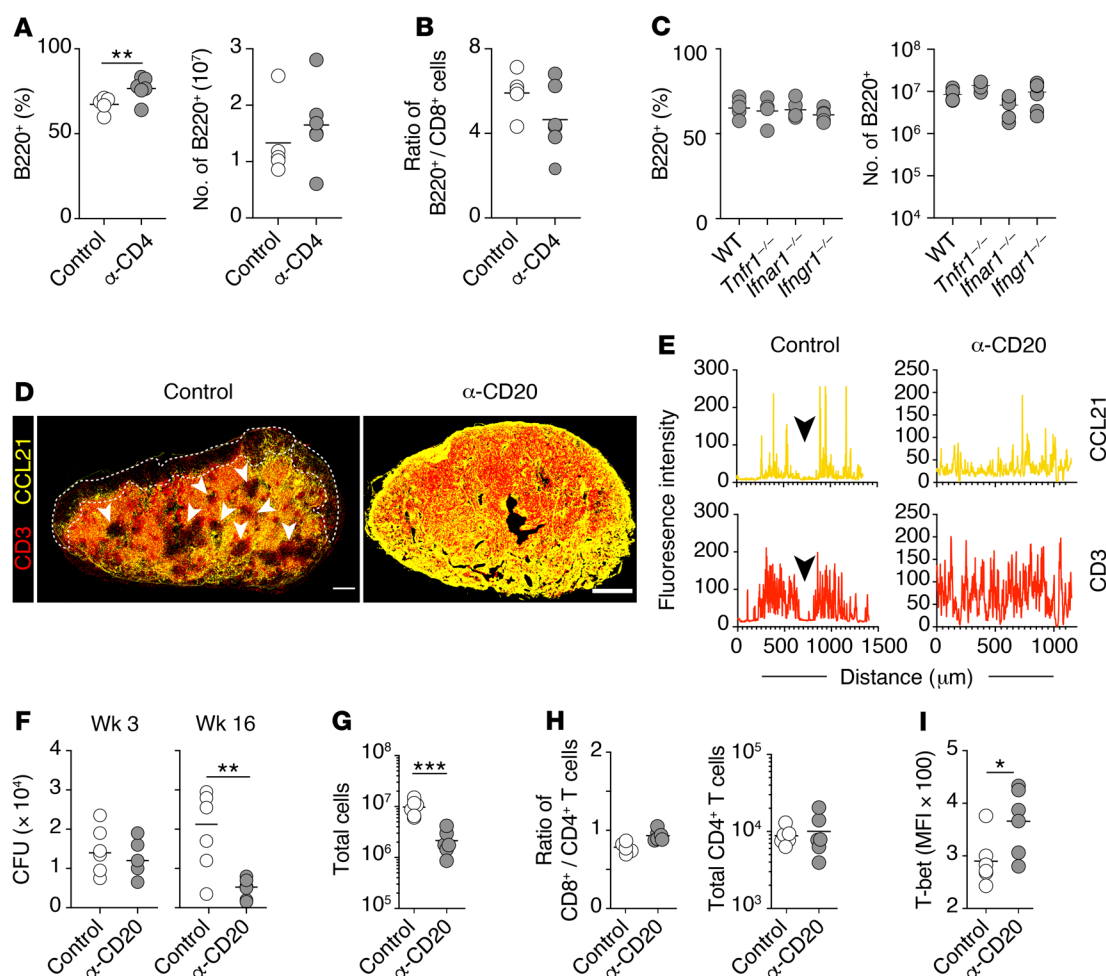 A
B220⁺ (%)
100
50
0
**
Control
α-CD4
No. of B220⁺ (10⁷)
3
2
1
0
Control
α-CD4
B
Ratio of
B220⁺ / CD8⁺ cells
8
4
0
Control
α-CD4
C
B220⁺ (%)
100
50
0
WT
Tnfr1⁻/⁻
Ifnar1⁻/⁻
Ifngr1⁻/⁻
No. of B220⁺
10⁸
10⁷
10⁶
10⁵
10⁴
WT
Tnfr1⁻/⁻
Ifnar1⁻/⁻
Ifngr1⁻/⁻
D
Control
α-CD20
CD3 CCL21
E
Control
α-CD20
Fluorescence intensity
300
200
100
0
250
200
150
100
50
0
CCL21
300
200
100
0
250
200
150
100
50
0
CD3
0 500 1000 1500
0 500 1000
Distance (μm)
F
Wk 3
Wk 16
CFU (× 10⁴)
4
3
2
1
0
**
Control
α-CD20
Control
α-CD20
G
Total cells
10⁸
10⁷
10⁶
10⁵
***
Control
α-CD20
H
Ratio of
CD8⁺ / CD4⁺ T cells
2
1
0
Control
α-CD20
Total CD4⁺ T cells
10⁵
10⁴
10³
Control
α-CD20
I
T-bet (MFI × 100)
5
4
3
2
*
Control
α-CD20